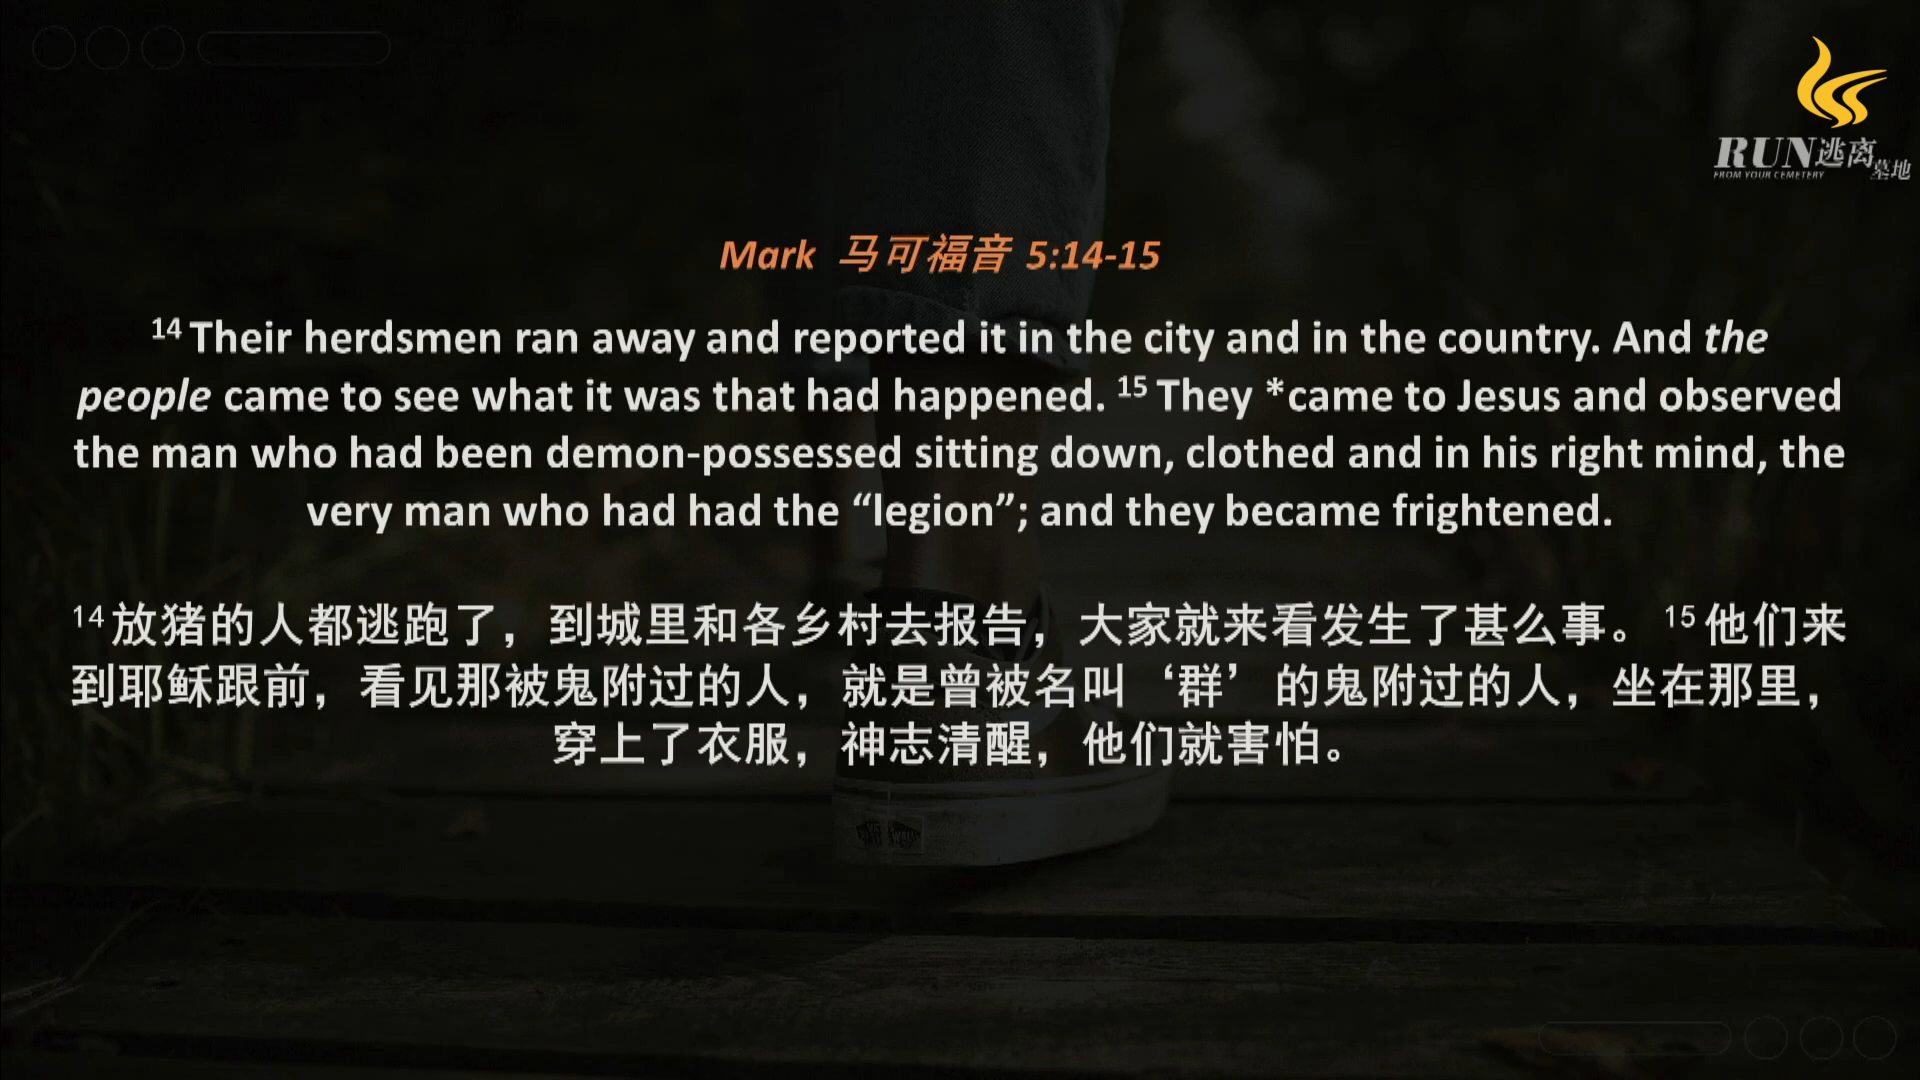 RUN逃离墓地
FROM YOUR CEMETERY
Mark 马可福音 5:14-15
14 Their herdsmen ran away and reported it in the city and in the country. And the
people came to see what it was that had happened. 15 They *came to Jesus and observed
the man who had been demon-possessed sitting down, clothed and in his right mind, the
very man who had had the “legion”; and they became frightened.
14 放猪的人都逃跑了，到城里和各乡村去报告，大家就来看发生了甚么事。15 他们来
到耶稣跟前，看见那被鬼附过的人，就是曾被名叫‘群’的鬼附过的人，坐在那里，
穿上了衣服，神志清醒，他们就害怕。